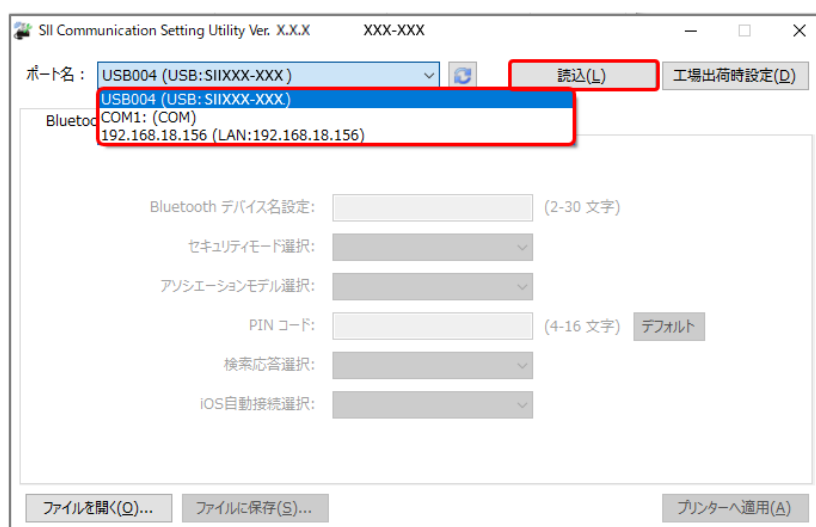 SII Communication Setting Utility Ver. X.X.X XXX-XXX
ポート名： USB004 (USB:SIIXXX-XXX ) 読込(L) 工場出荷時設定(D)
USB004 (USB:SIIXXX-XXX)
COM1: (COM)
192.168.18.156 (LAN:192.168.18.156)
Bluetoo
Bluetooth デバイス名設定: (2-30 文字)
セキュリティモード選択:
アソシエーションモデル選択:
PIN コード: (4-16 文字) デフォルト
検索応答選択:
iOS自動接続選択:
ファイルを開く(O)... ファイルに保存(S)... プリンターへ適用(A)